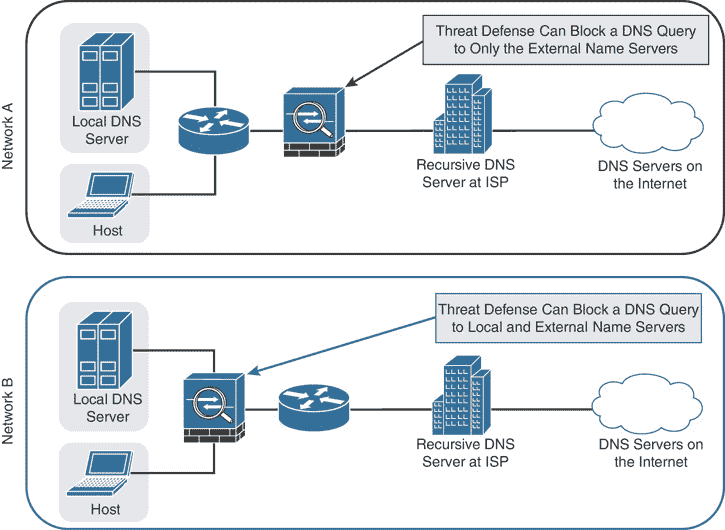 Network A
Threat Defense Can Block a DNS Query
to Only the External Name Servers
Local DNS
Server
Host
Recursive DNS
Server at ISP
DNS Servers on
the Internet
Network B
Threat Defense Can Block a DNS Query
to Local and External Name Servers
Local DNS
Server
Host
Recursive DNS
Server at ISP
DNS Servers on
the Internet